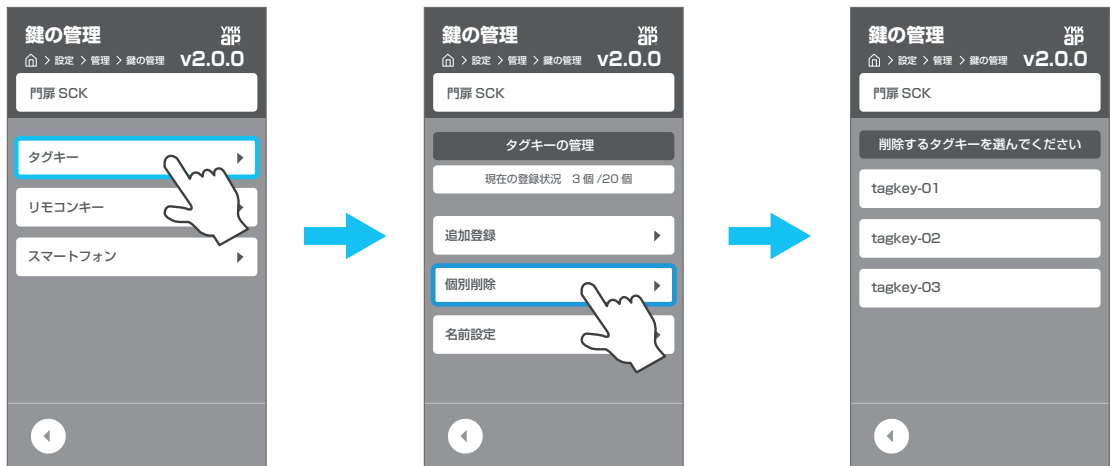 鍵の管理
YKK
ap
設定 > 管理 > 鍵の管理 v2.0.0
門扉 SCK
タグキー
リモコンキー
スマートフォン
鍵の管理
YKK
ap
設定 > 管理 > 鍵の管理 v2.0.0
門扉 SCK
タグキーの管理
現在の登録状況 3 個 /20 個
追加登録
個別削除
名前設定
鍵の管理
YKK
ap
設定 > 管理 > 鍵の管理 v2.0.0
門扉 SCK
削除するタグキーを選んでください
tagkey-01
tagkey-02
tagkey-03